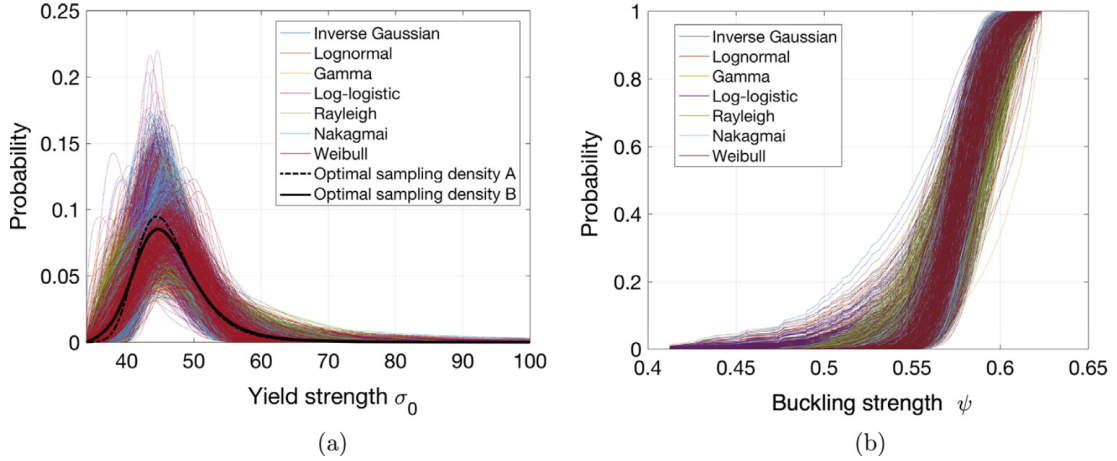 0.25
0.2
0.15
0.1
0.05
0
40 50 60 70 80 90 100
Probability
Yield strength σ0
Inverse Gaussian
Lognormal
Gamma
Log-logistic
Rayleigh
Nakagmai
Weibull
Optimal sampling density A
Optimal sampling density B
(a)
1
0.8
0.6
0.4
0.2
0
0.4 0.45 0.5 0.55 0.6 0.65
Probability
Buckling strength ψ
Inverse Gaussian
Lognormal
Gamma
Log-logistic
Rayleigh
Nakagmai
Weibull
(b)